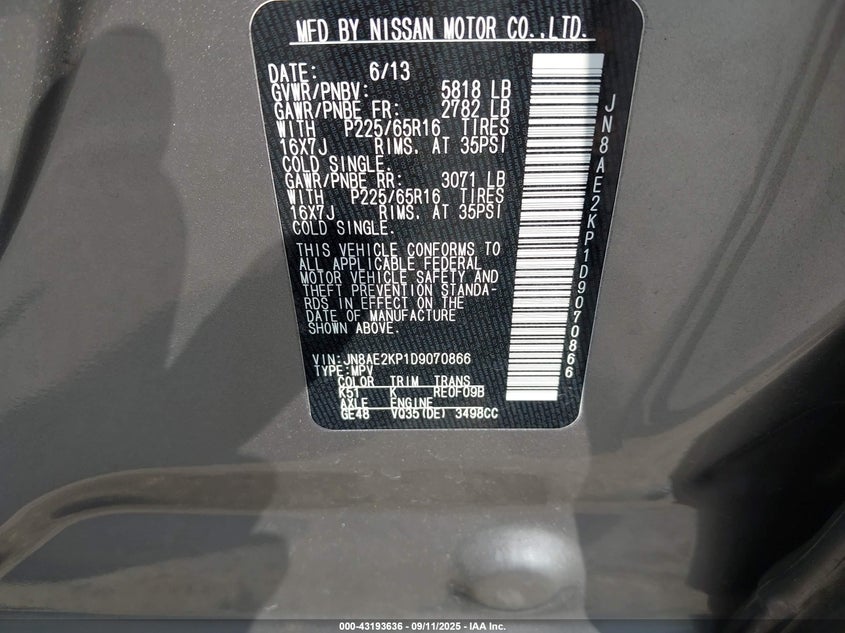 MFD BY NISSAN MOTOR CO.,LTD.
DATE: 6/13
GVWR/PNBV: 5818 LB
GAWR/PNBE FR: 2782 LB
WITH P225/65R16 TIRES
16X7J RIMS. AT 35PSI
COLD SINGLE.
GAWR/PNBE RR: 3071 LB
WITH P225/65R16 TIRES
16X7J RIMS. AT 35PSI
COLD SINGLE.
THIS VEHICLE CONFORMS TO
ALL APPLICABLE FEDERAL
MOTOR VEHICLE SAFETY AND
THEFT PREVENTION STANDA-
RDS IN EFFECT ON THE
DATE OF MANUFACTURE
SHOWN ABOVE.
VIN:JN8AE2KP1D9070866
TYPE:MPV
COLOR TRIM TRANS
K51 K RE0F09B
AXLE ENGINE
GE48 VQ35(DE) 3498CC
JN8AE2KP1D9070866
000-43193636 - 09/11/2025 - IAA Inc.